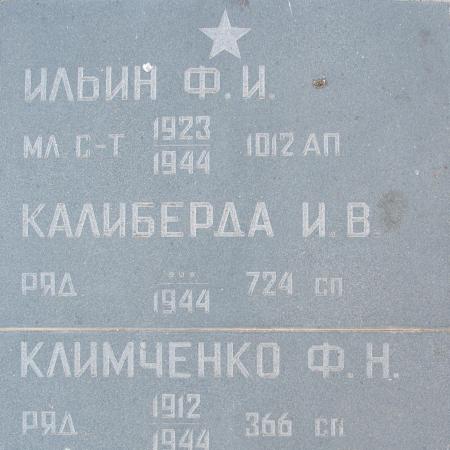 ИЛЬИН Ф. И.
МЛ. С-Т 1923 1944 1012 АП
КАЛИБЕРДА И. В.
РЯД. ... 1944 724 СП
КЛИМЧЕНКО Ф. Н.
РЯД. 1912 1944 366 СП